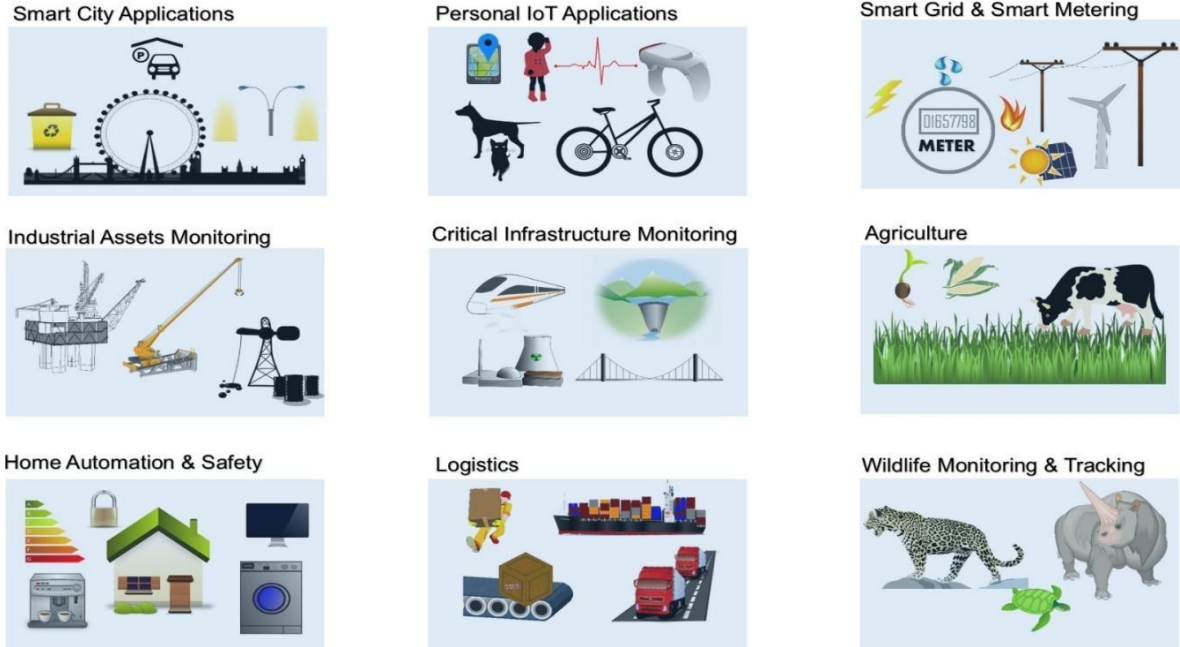 Smart City Applications
Personal IoT Applications
Smart Grid & Smart Metering
P
01657798
METER
Industrial Assets Monitoring
Critical Infrastructure Monitoring
Agriculture
Home Automation & Safety
Logistics
Wildlife Monitoring & Tracking